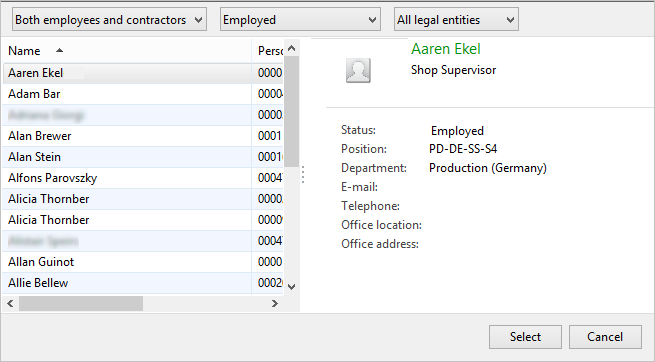 Both employees and contractors Employed All legal entities
Name Perso
Aaren Ekel 0000
Adam Bar 0000
0000
Alan Brewer 0001
Alan Stein 0001
Alfons Parovszky 0004
Alicia Thornber 0000
Alicia Thornber 0000
0004
Allan Guinot 0000
Allie Bellew 0002
Aaren Ekel
Shop Supervisor
Status: Employed
Position: PD-DE-SS-S4
Department: Production (Germany)
E-mail:
Telephone:
Office location:
Office address:
Select Cancel